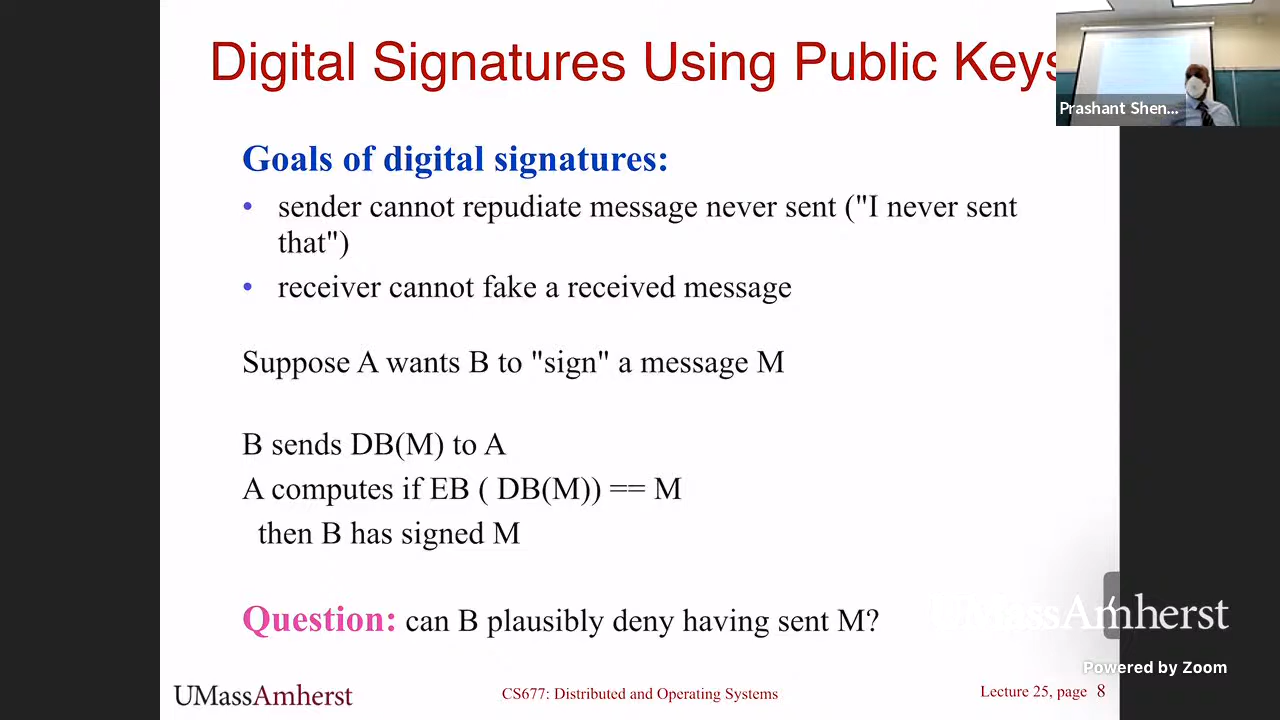 Digital Signatures Using Public Keys
Prashant Shen...
Goals of digital signatures:
• sender cannot repudiate message never sent ("I never sent
that")
• receiver cannot fake a received message
Suppose A wants B to "sign" a message M
B sends DB(M) to A
A computes if EB ( DB(M)) == M
then B has signed M
Question: can B plausibly deny having sent M?
UMassAmherst
Powered by Zoom
UMassAmherst
CS677: Distributed and Operating Systems
Lecture 25, page 8